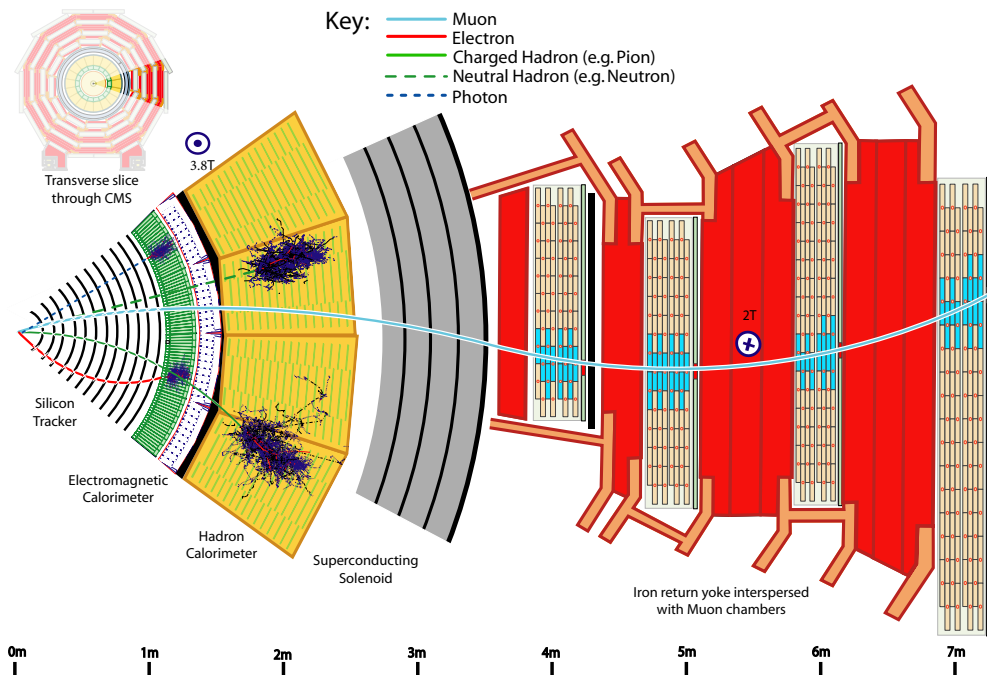 Key:
Muon
Electron
Charged Hadron (e.g. Pion)
Neutral Hadron (e.g. Neutron)
Photon
Transverse slice
through CMS
3.8T
2T
Silicon
Tracker
Electromagnetic
Calorimeter
Hadron
Calorimeter
Superconducting
Solenoid
Iron return yoke interspersed
with Muon chambers
0m
1m
2m
3m
4m
5m
6m
7m